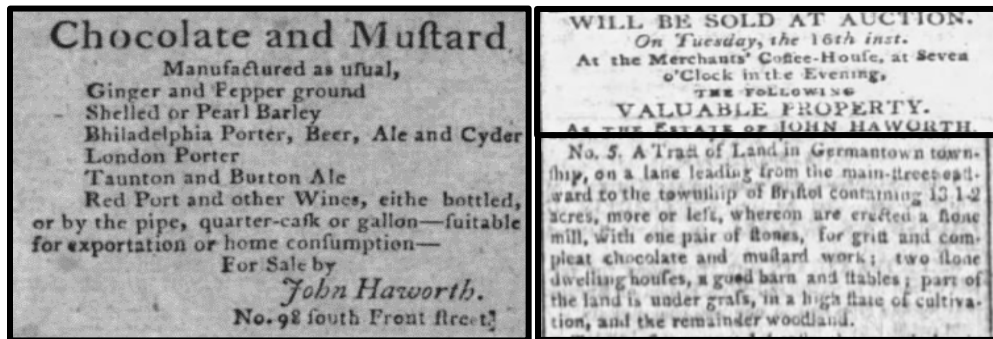 Chocolate and Muſtard
Manufactured as uſual,
Ginger and Pepper ground
Shelled or Pearl Barley
Philadelphia Porter, Beer, Ale and Cyder
London Porter
Taunton and Burton Ale
Red Port and other Wines, eithe bottled,
or by the pipe, quarter-caſk or gallon—ſuitable
for exportation or home conſumption—
For Sale by
John Haworth.
No. 98 ſouth Front ſtreet.
WILL BE SOLD AT AUCTION.
On Tueſday, the 16th inst.
At the Merchants' Coffee-Houſe, at Seven
o'Clock in the Evening,
THE FOLLOWING
VALUABLE PROPERTY.
As THE ESTATE OF JOHN HAWORTH.
No. 5. A Tract of Land in Germantown town-
ſhip, on a lane leading from the main-ſtreet eaſt-
ward to the townſhip of Briſtol containing 13 1-2
acres, more or leſs, whereon are erected a ſtone
mill, with one pair of ſtones, for griſt and com-
pleat chocolate and muſtard work; two ſtone
dwelling houſes, a good barn and ſtables; part of
the land is under graſs, in a high ſtate of cultiva-
tion, and the remainder woodland.